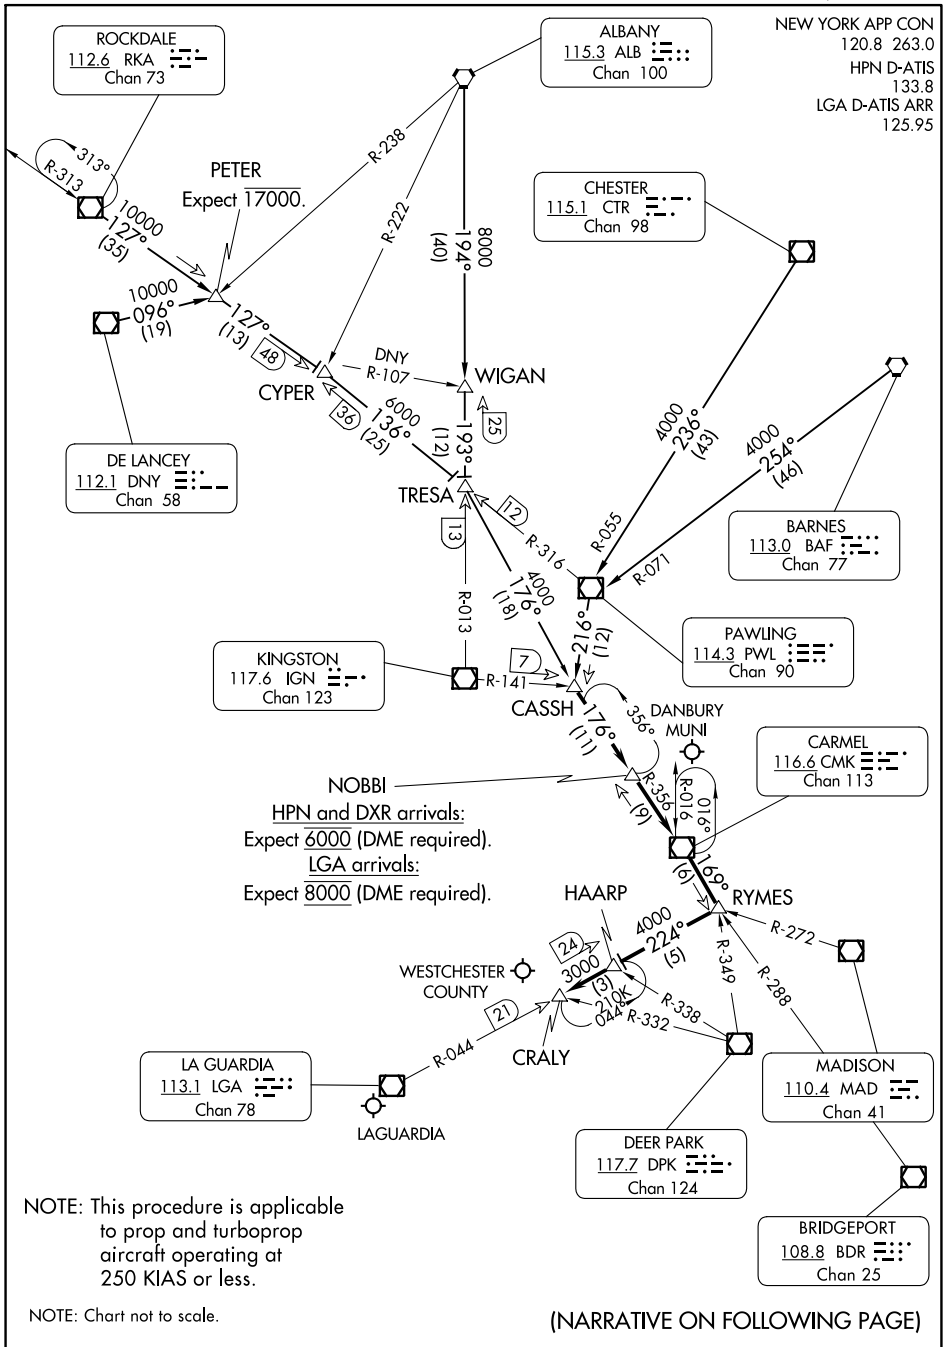 NEW YORK APP CON
120.8 263.0
HPN D-ATIS
133.8
LGA D-ATIS ARR
125.95
ROCKDALE
112.6 RKA
Chan 73
ALBANY
115.3 ALB
Chan 100
R-313
313°
PETER
Expect 17000.
R-238
R-222
CHESTER
115.1 CTR
Chan 98
10000
127°
(35)
8000
194°
(40)
10000
096°
(19)
127°
(13)
48
CYPER
DNY
R-107
WIGAN
25
36
6000
136°
(25)
193°
(12)
4000
236°
(43)
4000
254°
(46)
DE LANCEY
112.1 DNY
Chan 58
TRESA
12
13
R-316
R-055
R-071
BARNES
113.0 BAF
Chan 77
R-013
4000
176°
(18)
216°
(12)
PAWLING
114.3 PWL
Chan 90
KINGSTON
117.6 IGN
Chan 123
7
R-141
CASSH
176°
(11)
356°
DANBURY
MUNI
CARMEL
116.6 CMK
Chan 113
NOBBI
R-356
(9)
R-016
016°
HPN and DXR arrivals:
Expect 6000 (DME required).
LGA arrivals:
Expect 8000 (DME required).
169°
(6)
RYMES
HAARP
4000
224°
(5)
R-272
R-349
R-288
WESTCHESTER
COUNTY
24
3000
(3)
210K
044°
R-338
R-332
21
R-044
CRALY
LA GUARDIA
113.1 LGA
Chan 78
LAGUARDIA
MADISON
110.4 MAD
Chan 41
DEER PARK
117.7 DPK
Chan 124
BRIDGEPORT
108.8 BDR
Chan 25
NOTE: This procedure is applicable
to prop and turboprop
aircraft operating at
250 KIAS or less.
NOTE: Chart not to scale.
(NARRATIVE ON FOLLOWING PAGE)